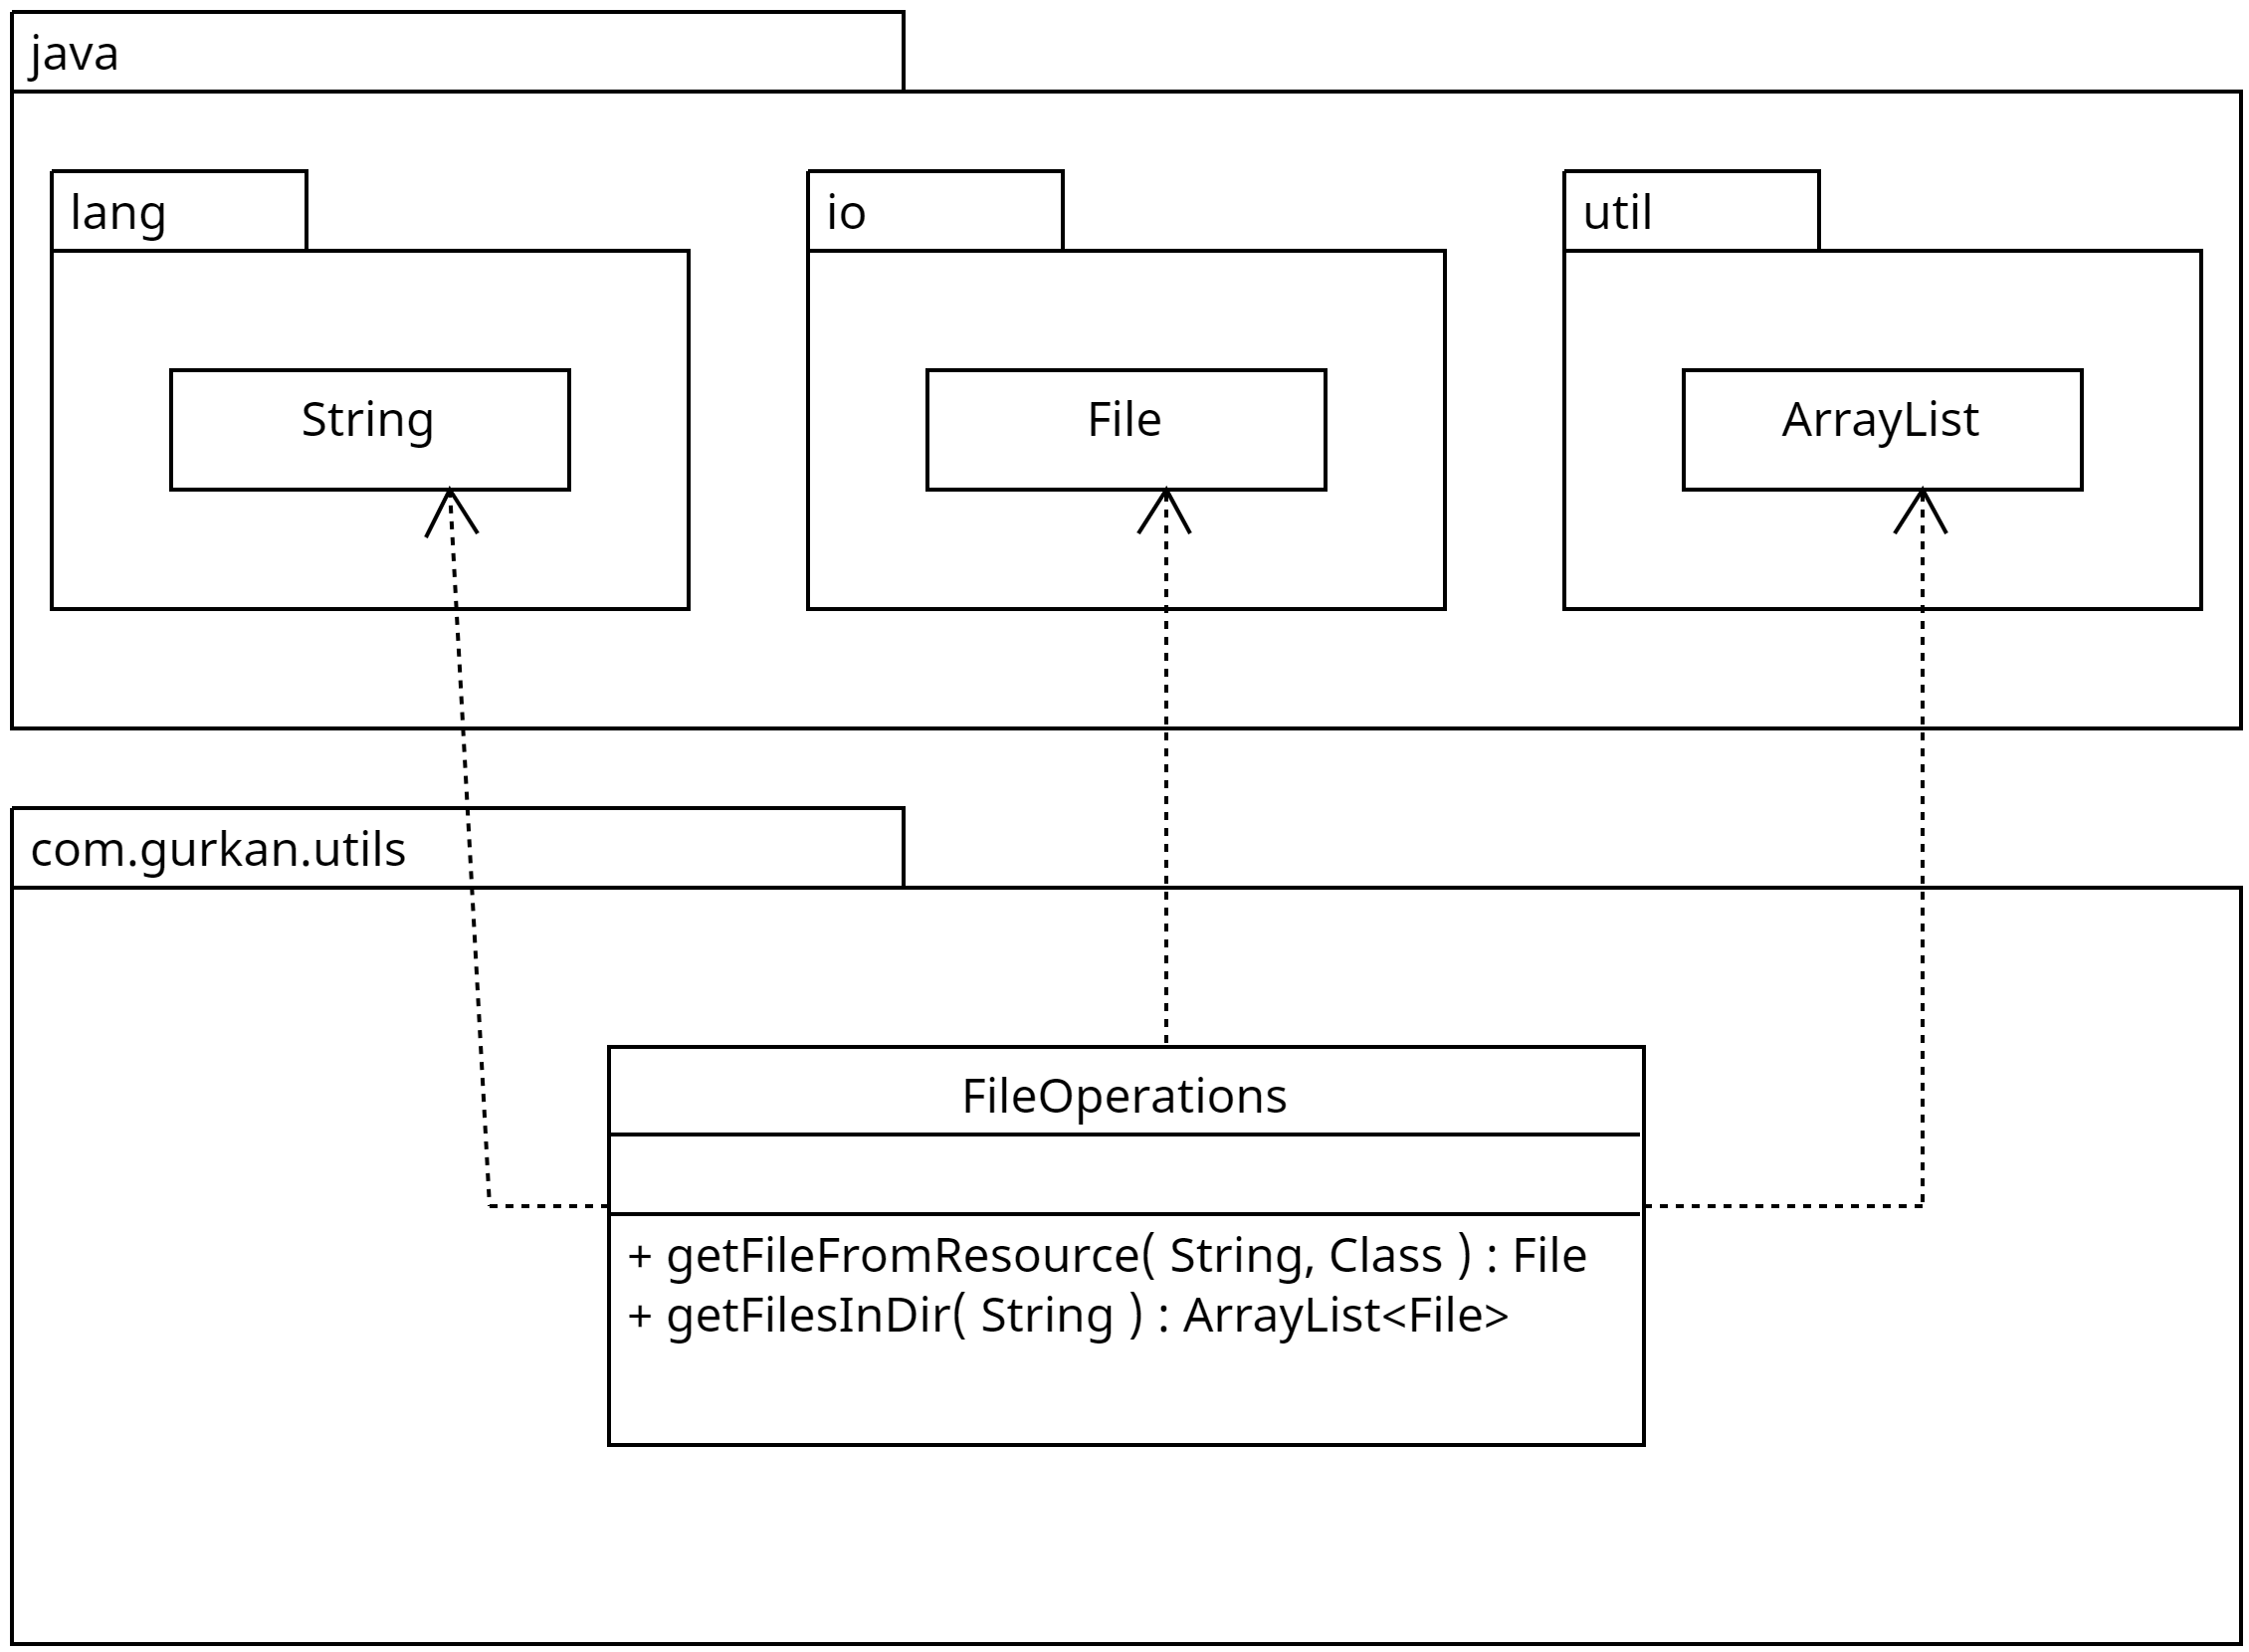 java
lang
io
util
String
File
ArrayList
com.gurkan.utils
FileOperations
+ getFileFromResource( String, Class ) : File
+ getFilesInDir( String ) : ArrayList<File>